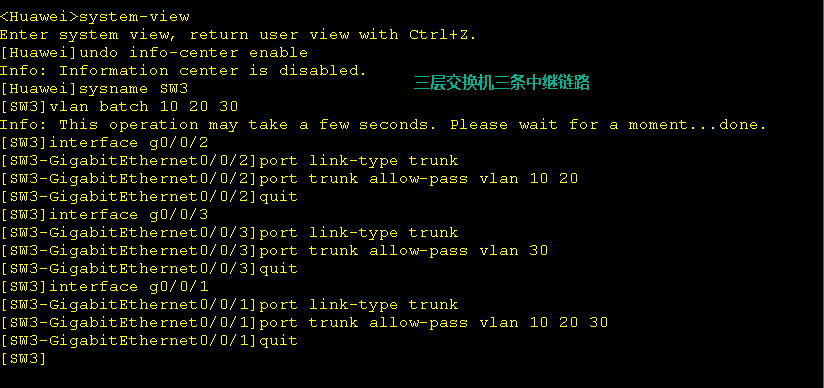 <Huawei>system-view
Enter system view, return user view with Ctrl+Z.
[Huawei]undo info-center enable
Info: Information center is disabled.
三层交换机三条中继链路
[Huawei]sysname SW3
[SW3]vlan batch 10 20 30
Info: This operation may take a few seconds. Please wait for a moment...done.
[SW3]interface g0/0/2
[SW3-GigabitEthernet0/0/2]port link-type trunk
[SW3-GigabitEthernet0/0/2]port trunk allow-pass vlan 10 20
[SW3-GigabitEthernet0/0/2]quit
[SW3]interface g0/0/3
[SW3-GigabitEthernet0/0/3]port link-type trunk
[SW3-GigabitEthernet0/0/3]port trunk allow-pass vlan 30
[SW3-GigabitEthernet0/0/3]quit
[SW3]interface g0/0/1
[SW3-GigabitEthernet0/0/1]port link-type trunk
[SW3-GigabitEthernet0/0/1]port trunk allow-pass vlan 10 20 30
[SW3-GigabitEthernet0/0/1]quit
[SW3]